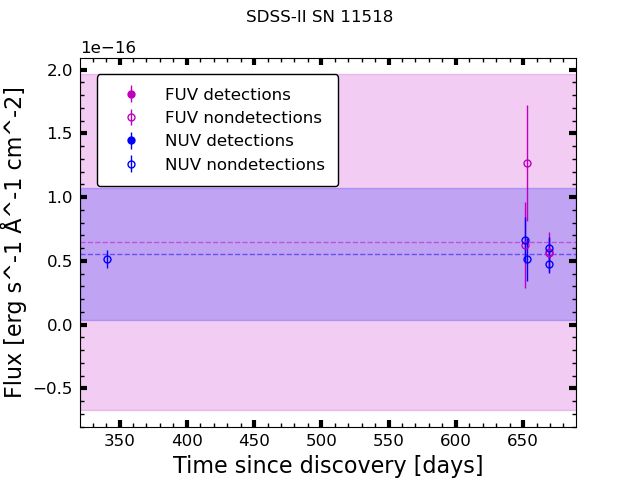 SDSS-II SN 11518
1e−16
2.0
1.5
1.0
0.5
0.0
−0.5
Flux [erg s^-1 Å^-1 cm^-2]
FUV detections
FUV nondetections
NUV detections
NUV nondetections
350 400 450 500 550 600 650
Time since discovery [days]